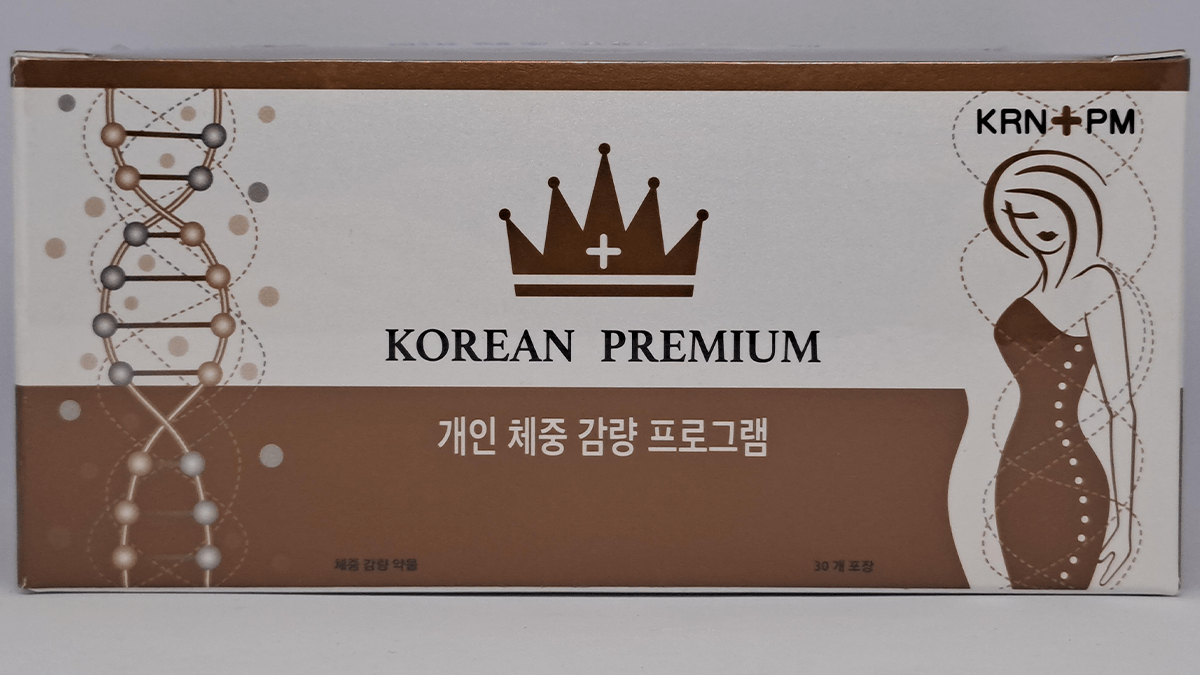 KRN+PM
KOREAN PREMIUM
개인 체중 감량 프로그램
체중 감량 약물
30 개 포장